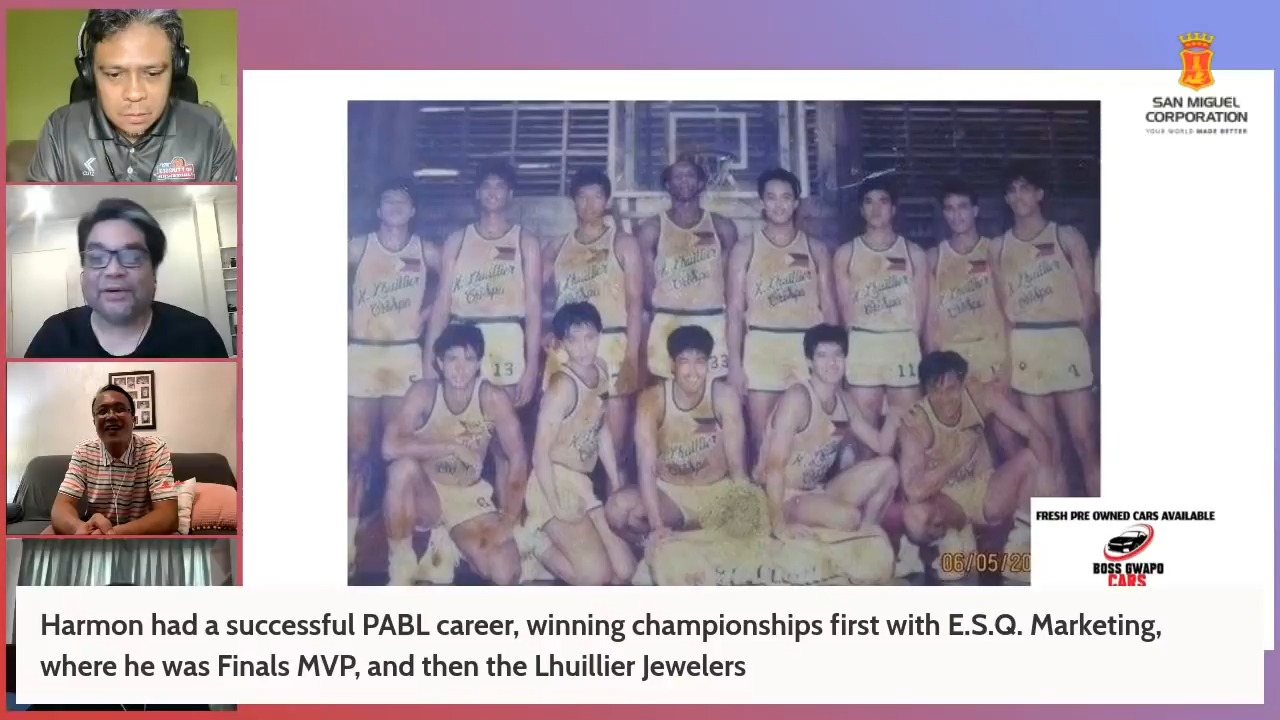 SAN MIGUEL
CORPORATION
YOUR WORLD MADE BETTER
13
33
11
06/05/20
FRESH PRE OWNED CARS AVAILABLE
BOSS GWAPO
CARS
Harmon had a successful PABL career, winning championships first with E.S.Q. Marketing,
where he was Finals MVP, and then the Lhuillier Jewelers